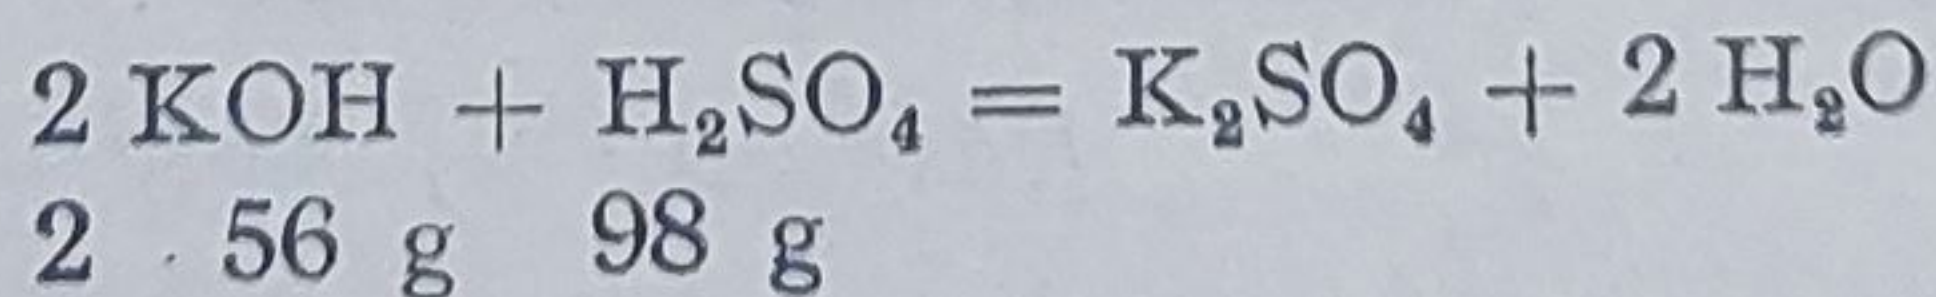 2 KOH + H₂SO₄ = K₂SO₄ + 2 H₂O
2 · 56 g 98 g